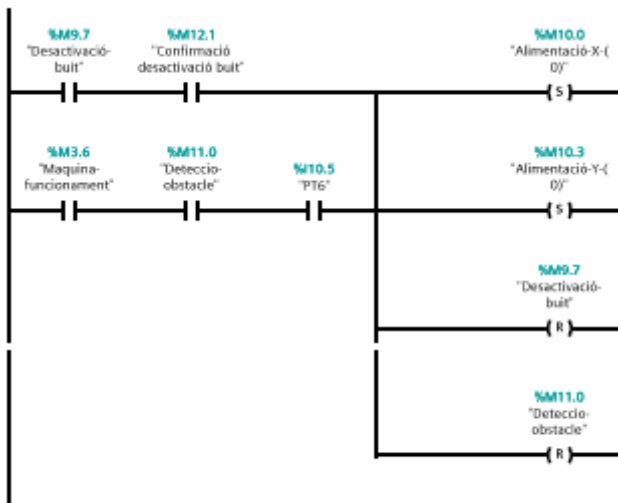 %M9.7
"Desactivació-
buit"
%M12.1
"Confirmació
desactivació buit"
%M10.0
"Alimentació-X-(
0)"
( S )
%M3.6
"Maquina-
funcionament"
%M11.0
"Deteccio-
obstacle"
%I10.5
"PT6"
%M10.3
"Alimentació-Y-(
0)"
( S )
%M9.7
"Desactivació-
buit"
( R )
%M11.0
"Deteccio-
obstacle"
( R )